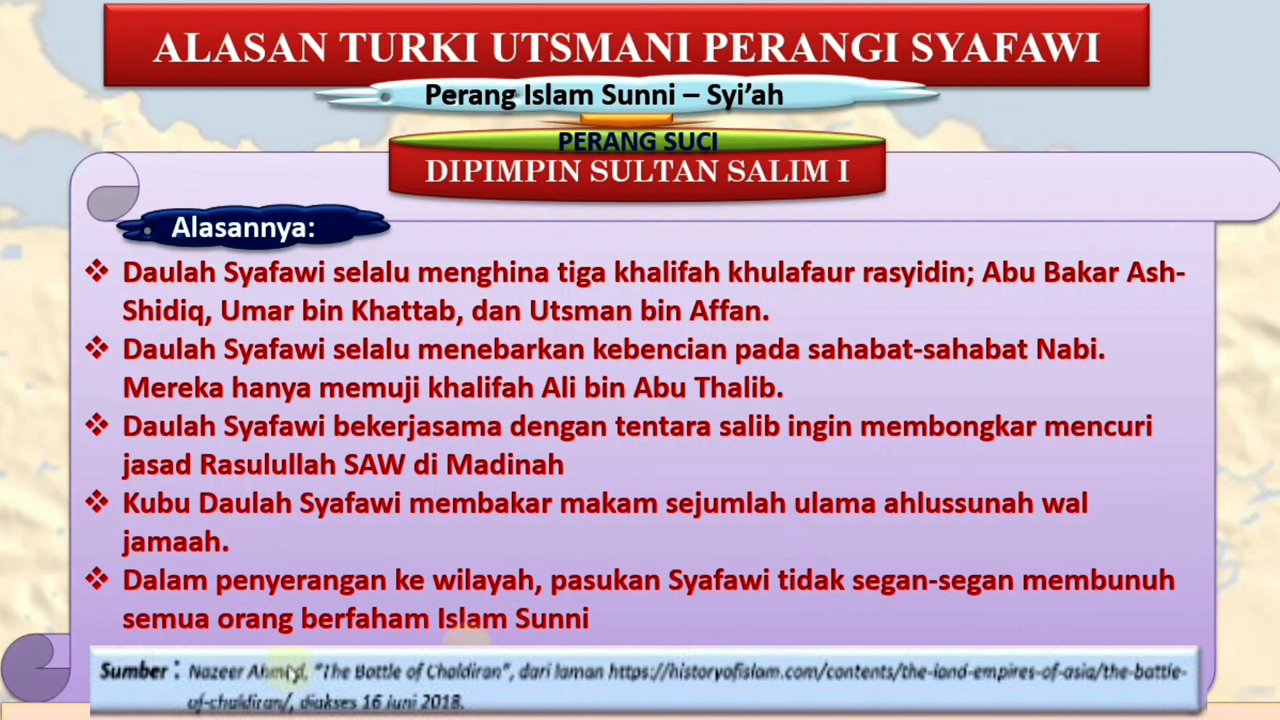 ALASAN TURKI UTSMANI PERANGI SYAFAWI
Perang Islam Sunni – Syi’ah
PERANG SUCI
DIPIMPIN SULTAN SALIM I
Alasannya:
❖ Daulah Syafawi selalu menghina tiga khalifah khulafaur rasyidin; Abu Bakar Ash-
Shidiq, Umar bin Khattab, dan Utsman bin Affan.
❖ Daulah Syafawi selalu menebarkan kebencian pada sahabat-sahabat Nabi.
Mereka hanya memuji khalifah Ali bin Abu Thalib.
❖ Daulah Syafawi bekerjasama dengan tentara salib ingin membongkar mencuri
jasad Rasulullah SAW di Madinah
❖ Kubu Daulah Syafawi membakar makam sejumlah ulama ahlussunah wal
jamaah.
❖ Dalam penyerangan ke wilayah, pasukan Syafawi tidak segan-segan membunuh
semua orang berfaham Islam Sunni
Sumber : Nazeer Ahmed, “The Battle of Chaldiran”, dari laman https://historyofislam.com/contents/the-land-empires-of-asia/the-battle-
of-chaldiran/, diakses 16 Juni 2018.